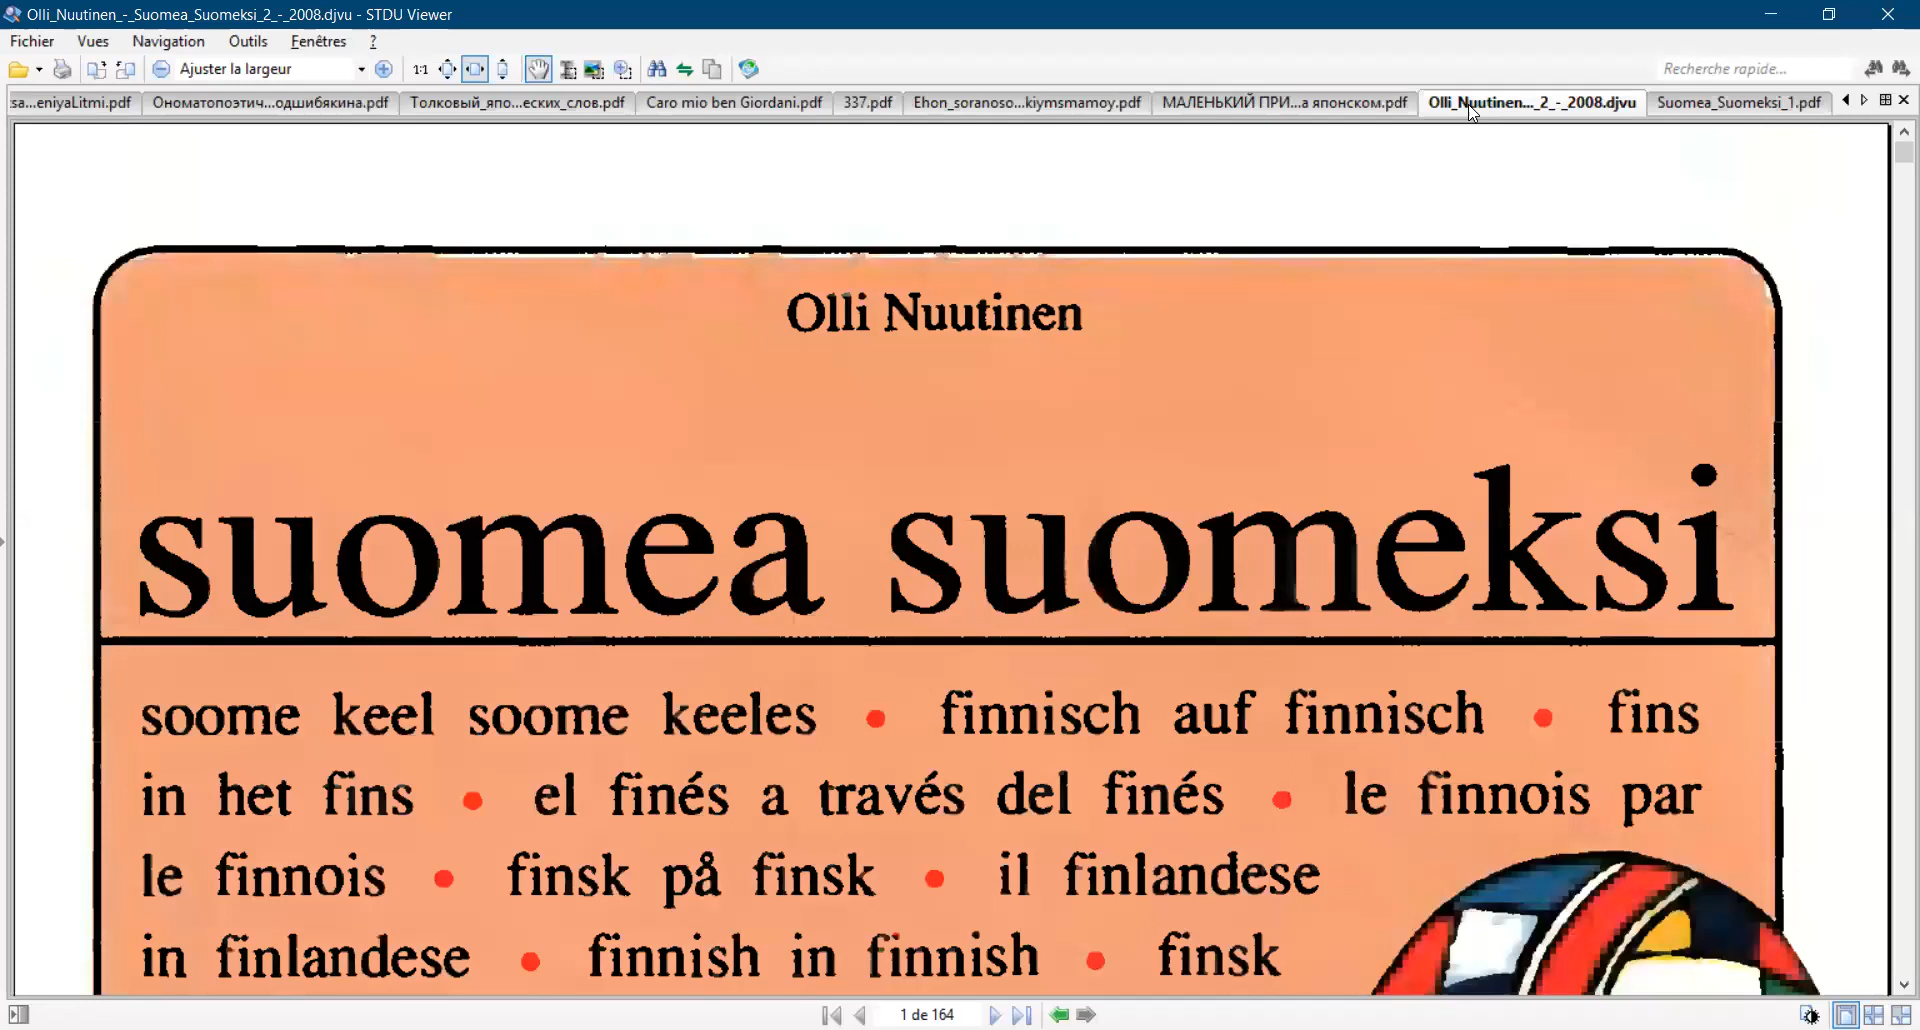 Olli_Nuutinen_-_Suomea_Suomeksi_2_-_2008.djvu - STDU Viewer
Fichier Vues Navigation Outils Fenêtres ?
Ajuster la largeur 1:1 Recherche rapide...
sa...eniyaLitmi.pdf Ономатопоэтич...одшибякина.pdf Толковый_япо...еских_слов.pdf Caro mio ben Giordani.pdf 337.pdf Ehon_soranoso...kiymsmamoy.pdf МАЛЕНЬКИЙ ПРИ...а японском.pdf Olli_Nuutinen..._2_-_2008.djvu Suomea_Suomeksi_1.pdf
Olli Nuutinen
suomea suomeksi
soome keel soome keeles • finnisch auf finnisch • fins
in het fins • el finés a través del finés • le finnois par
le finnois • finsk på finsk • il finlandese
in finlandese • finnish in finnish • finsk
1 de 164